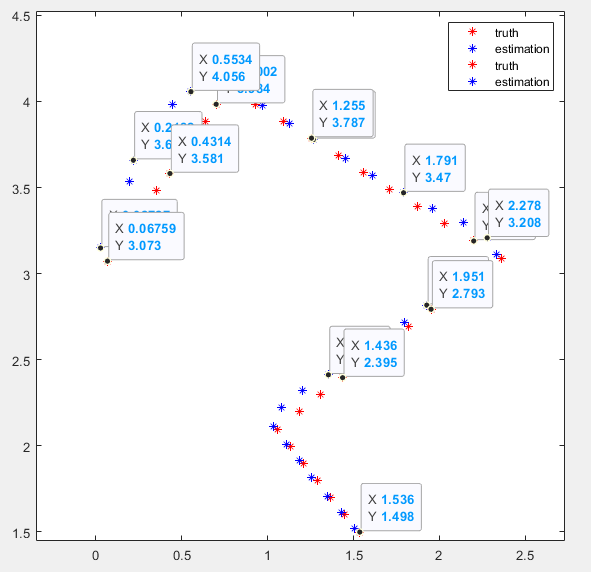 4.5
4
3.5
3
2.5
2
1.5
0
0.5
1
1.5
2
2.5
truth
estimation
truth
estimation
X 0.5534
Y 4.056
X 1.255
Y 3.787
X 0.4314
Y 3.581
X 1.791
Y 3.47
X 2.278
Y 3.208
X 0.06759
Y 3.073
X 1.951
Y 2.793
X
Y
X 1.436
Y 2.395
X 1.536
Y 1.498